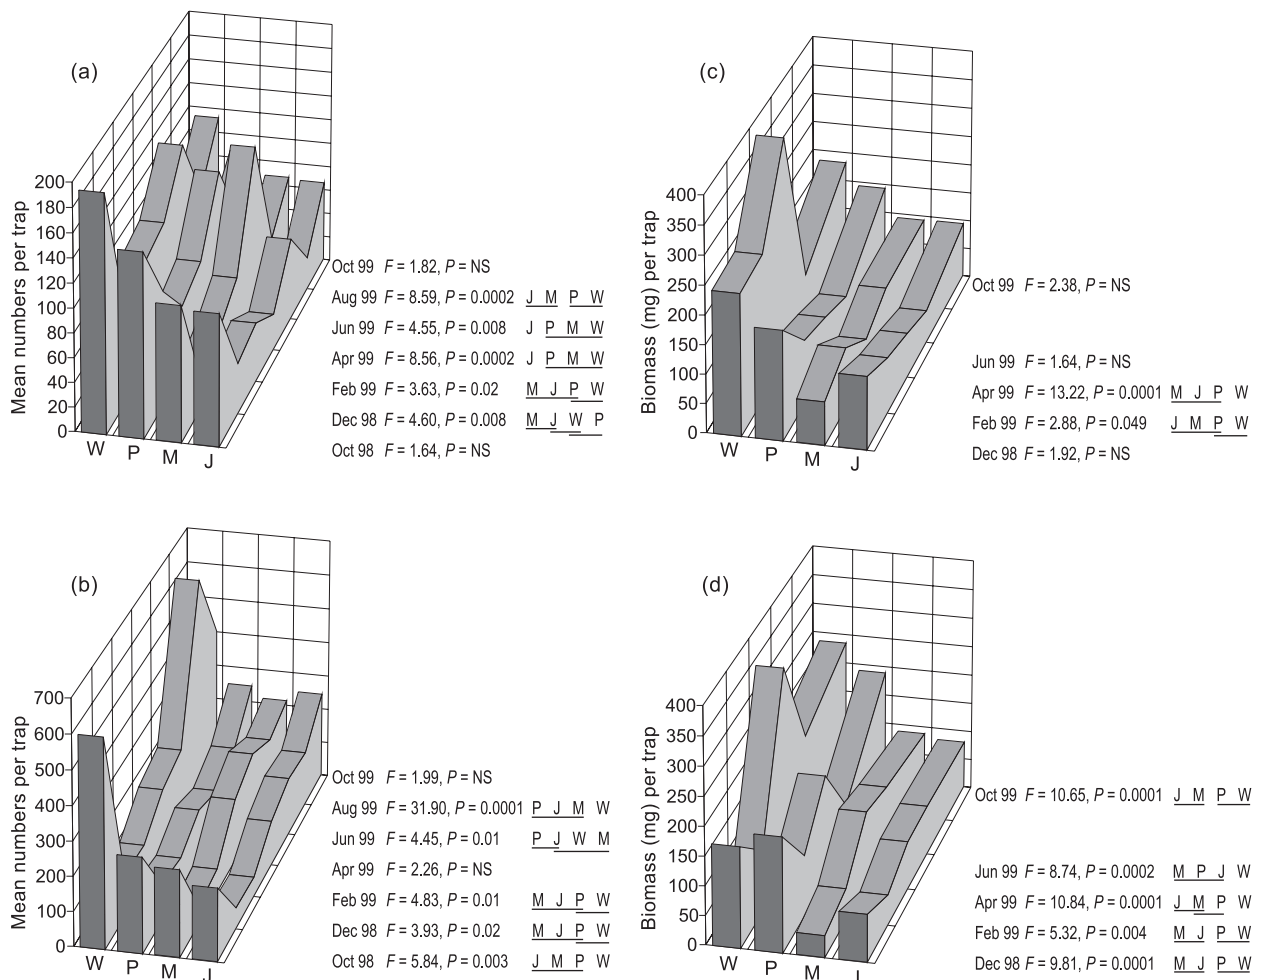 (a)
Mean numbers per trap
200
180
160
140
120
100
80
60
40
20
0
W P M J
Oct 99 F = 1.82, P = NS
Aug 99 F = 8.59, P = 0.0002 J M P W
Jun 99 F = 4.55, P = 0.008 J P M W
Apr 99 F = 8.56, P = 0.0002 J P M W
Feb 99 F = 3.63, P = 0.02 M J P W
Dec 98 F = 4.60, P = 0.008 M J W P
Oct 98 F = 1.64, P = NS
(c)
Biomass (mg) per trap
400
350
300
250
200
150
100
50
0
W P M J
Oct 99 F = 2.38, P = NS
Jun 99 F = 1.64, P = NS
Apr 99 F = 13.22, P = 0.0001 M J P W
Feb 99 F = 2.88, P = 0.049 J M P W
Dec 98 F = 1.92, P = NS
(b)
Mean numbers per trap
700
600
500
400
300
200
100
0
W P M J
Oct 99 F = 1.99, P = NS
Aug 99 F = 31.90, P = 0.0001 P J M W
Jun 99 F = 4.45, P = 0.01 P J W M
Apr 99 F = 2.26, P = NS
Feb 99 F = 4.83, P = 0.01 M J P W
Dec 98 F = 3.93, P = 0.02 M J P W
Oct 98 F = 5.84, P = 0.003 J M P W
(d)
Biomass (mg) per trap
400
350
300
250
200
150
100
50
0
W P M
Oct 99 F = 10.65, P = 0.0001 J M P W
Jun 99 F = 8.74, P = 0.0002 M P J W
Apr 99 F = 10.84, P = 0.0001 J M P W
Feb 99 F = 5.32, P = 0.004 M J P W
Dec 98 F = 9.81, P = 0.0001 M J P W